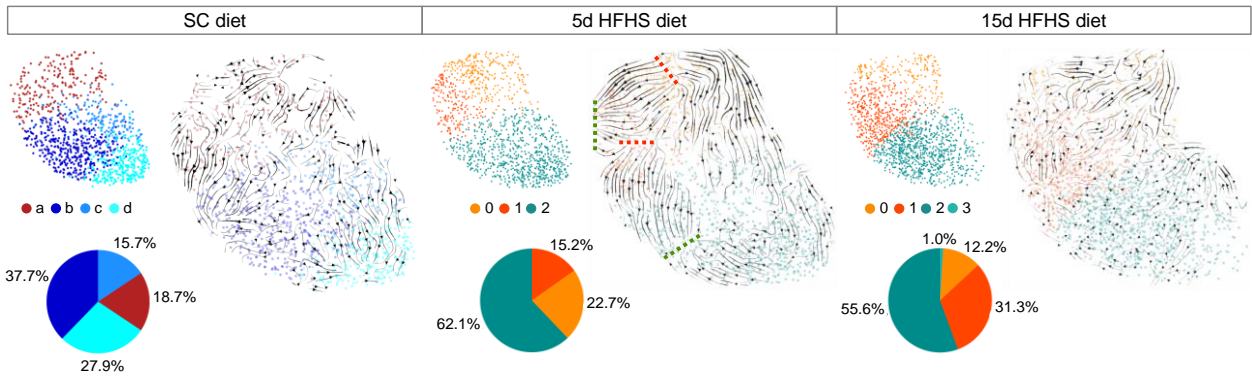 SC diet
5d HFHS diet
15d HFHS diet
a b c d
0 1 2
0 1 2 3
15.7%
37.7%
18.7%
27.9%
15.2%
22.7%
62.1%
1.0%
12.2%
55.6%
31.3%